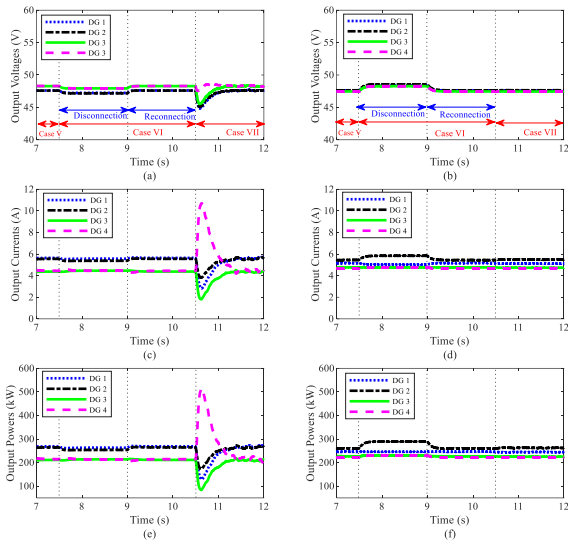 60
55
50
45
40
Output Voltages (V)
DG 1
DG 2
DG 3
DG 3
Disconnection
Reconnection
Case V
Case VI
Case VII
7 8 9 10 11 12
Time (s)
(a)
60
55
50
45
40
Output Voltages (V)
DG 1
DG 2
DG 3
DG 4
Disconnection
Reconnection
Case V
Case VI
Case VII
7 8 9 10 11 12
Time (s)
(b)
12
10
8
6
4
2
0
Output Currents (A)
DG 1
DG 2
DG 3
DG 4
7 8 9 10 11 12
Time (s)
(c)
12
10
8
6
4
2
0
Output Currents (A)
DG 1
DG 2
DG 3
DG 4
7 8 9 10 11 12
Time (s)
(d)
600
500
400
300
200
100
Output Powers (kW)
DG 1
DG 2
DG 3
DG 4
7 8 9 10 11 12
Time (s)
(e)
600
500
400
300
200
100
Output Powers (kW)
DG 1
DG 2
DG 3
DG 4
7 8 9 10 11 12
Time (s)
(f)